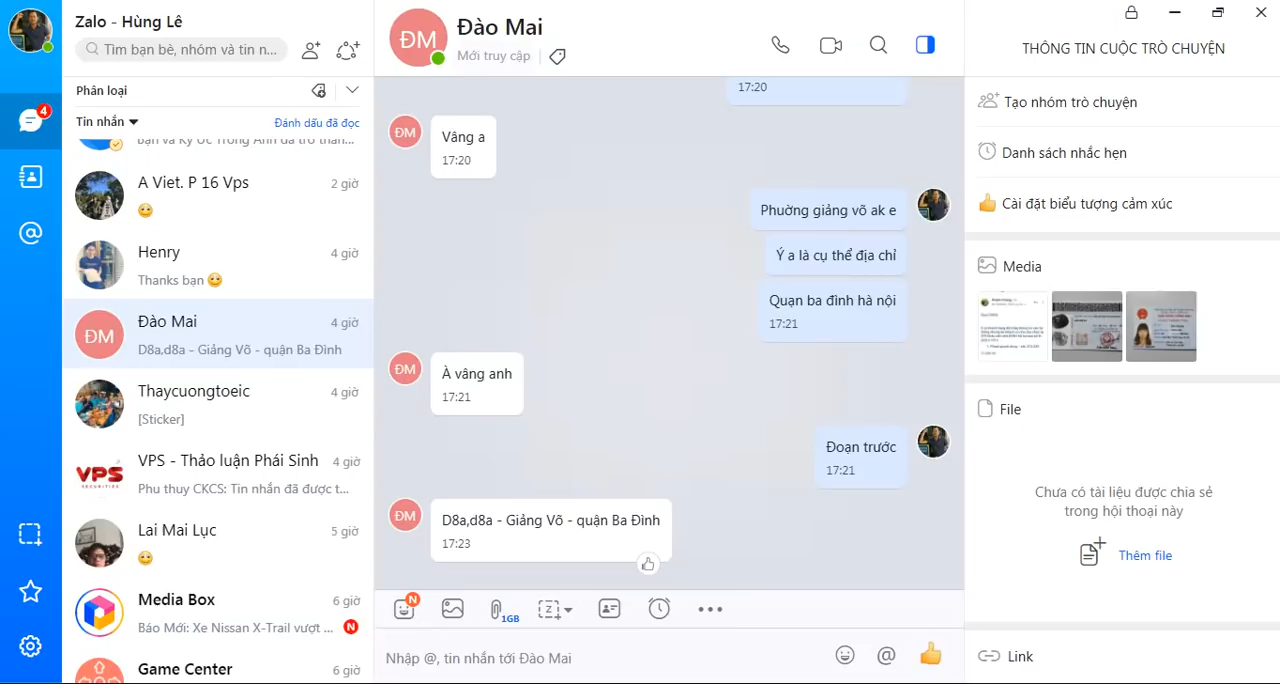 Zalo - Hùng Lê
Tìm bạn bè, nhóm và tin n...
4
Phân loại
Tin nhắn
Đánh dấu đã đọc
A Viet. P 16 Vps
2 giờ
Henry
4 giờ
Thanks bạn
ĐM
Đào Mai
4 giờ
D8a,d8a - Giảng Võ - quận Ba Đình
Thaycuongtoeic
4 giờ
[Sticker]
VPS
VPS - Thảo luận Phái Sinh
4 giờ
Phu thuy CKCS: Tin nhắn đã được t...
Lai Mai Lục
5 giờ
Media Box
6 giờ
Báo Mới: Xe Nissan X-Trail vượt ...
N
Game Center
6 giờ
ĐM
Đào Mai
Mới truy cập
17:20
ĐM
Vâng a
17:20
Phường giảng võ ak e
Ý a là cụ thể địa chỉ
Quạn ba đình hà nội
17:21
ĐM
À vâng anh
17:21
Đoạn trước
17:21
ĐM
D8a,d8a - Giảng Võ - quận Ba Đình
17:23
N
1GB
Nhập @, tin nhắn tới Đào Mai
THÔNG TIN CUỘC TRÒ CHUYỆN
Tạo nhóm trò chuyện
Danh sách nhắc hẹn
Cài đặt biểu tượng cảm xúc
Media
File
Chưa có tài liệu được chia sẻ
trong hội thoại này
Thêm file
Link